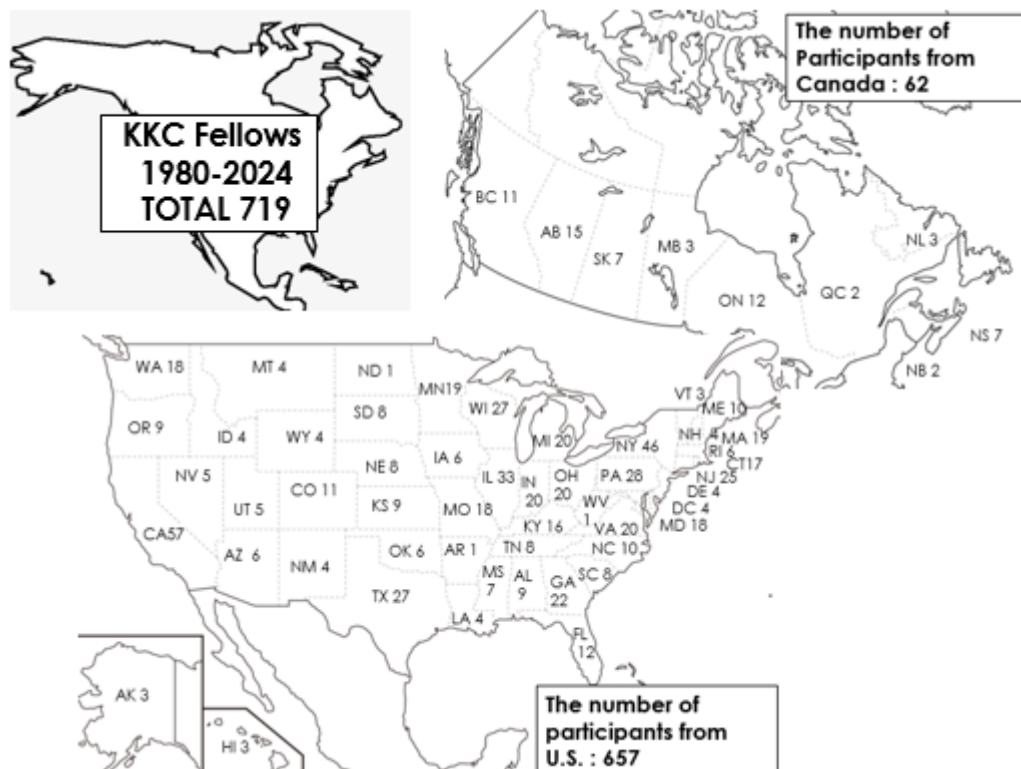 KKC Fellows
1980-2024
TOTAL 719
The number of
Participants from
Canada : 62
BC 11
AB 15
SK 7
MB 3
ON 12
QC 2
NL 3
NS 7
NB 2
WA 18
MT 4
ND 1
MN19
WI 27
MI 20
VT 3
ME 10
NH 4
MA 19
RI 6
CT17
NY 46
OR 9
ID 4
WY 4
SD 8
IA 6
NE 8
IL 33
IN
20
OH
20
PA 28
NJ 25
DE 4
DC 4
MD 18
NV 5
UT 5
CO 11
KS 9
MO 18
KY 16
WV
1
VA 20
CA57
AZ 6
NM 4
OK 6
AR 1
TN 8
NC 10
SC 8
TX 27
LA 4
MS
7
AL
9
GA
22
FL
12
AK 3
HI 3
The number of
participants from
U.S. : 657